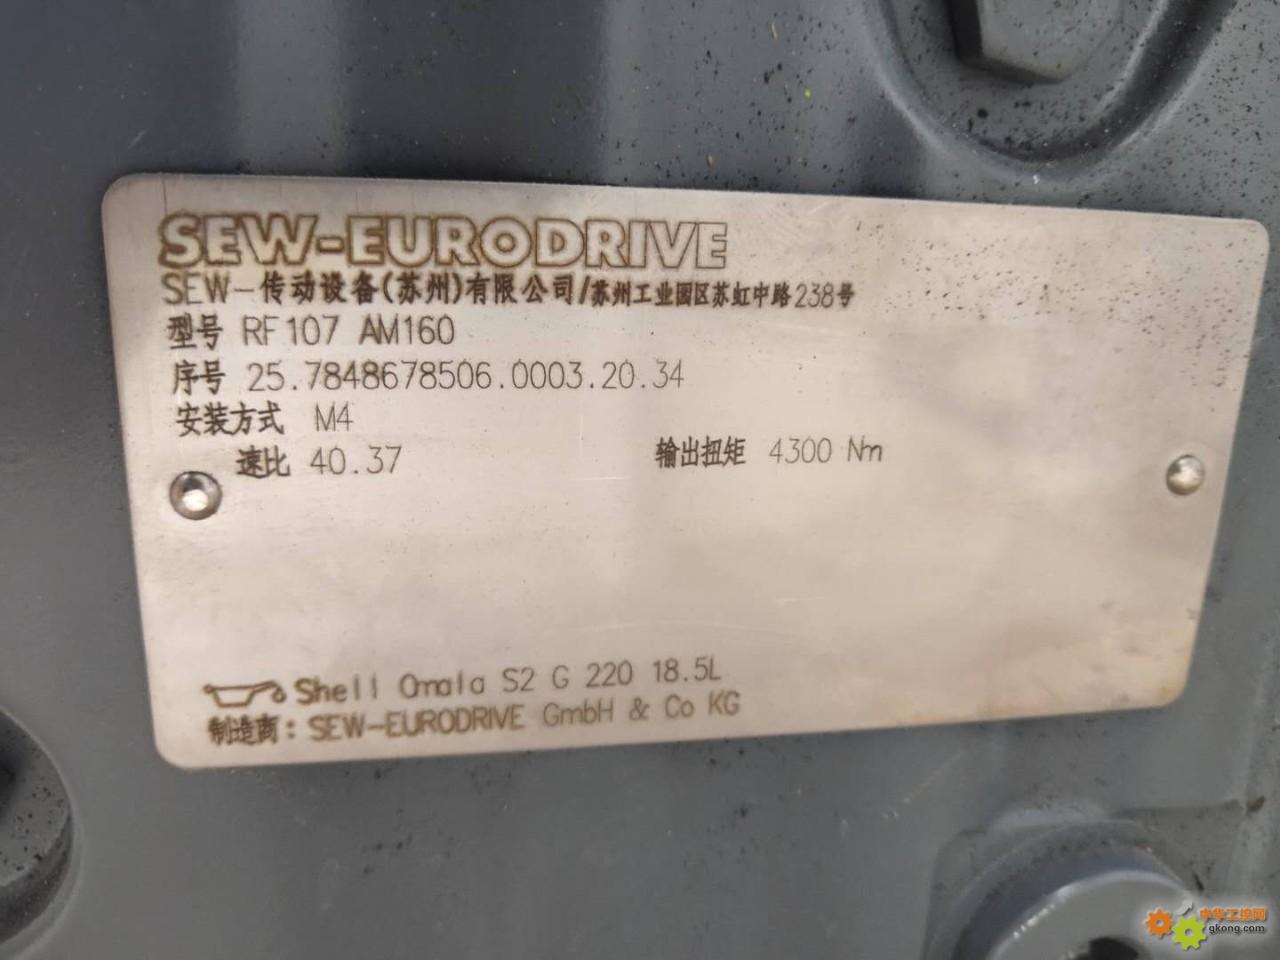 SEW-EURODRIVE
SEW-传动设备(苏州)有限公司/苏州工业园区苏虹中路238号
型号 RF107 AM160
序号 25.7848678506.0003.20.34
安装方式 M4
速比 40.37 输出扭矩 4300 Nm
Shell Omala S2 G 220 18.5L
制造商: SEW-EURODRIVE GmbH & Co KG
中华工控网
gkong.com